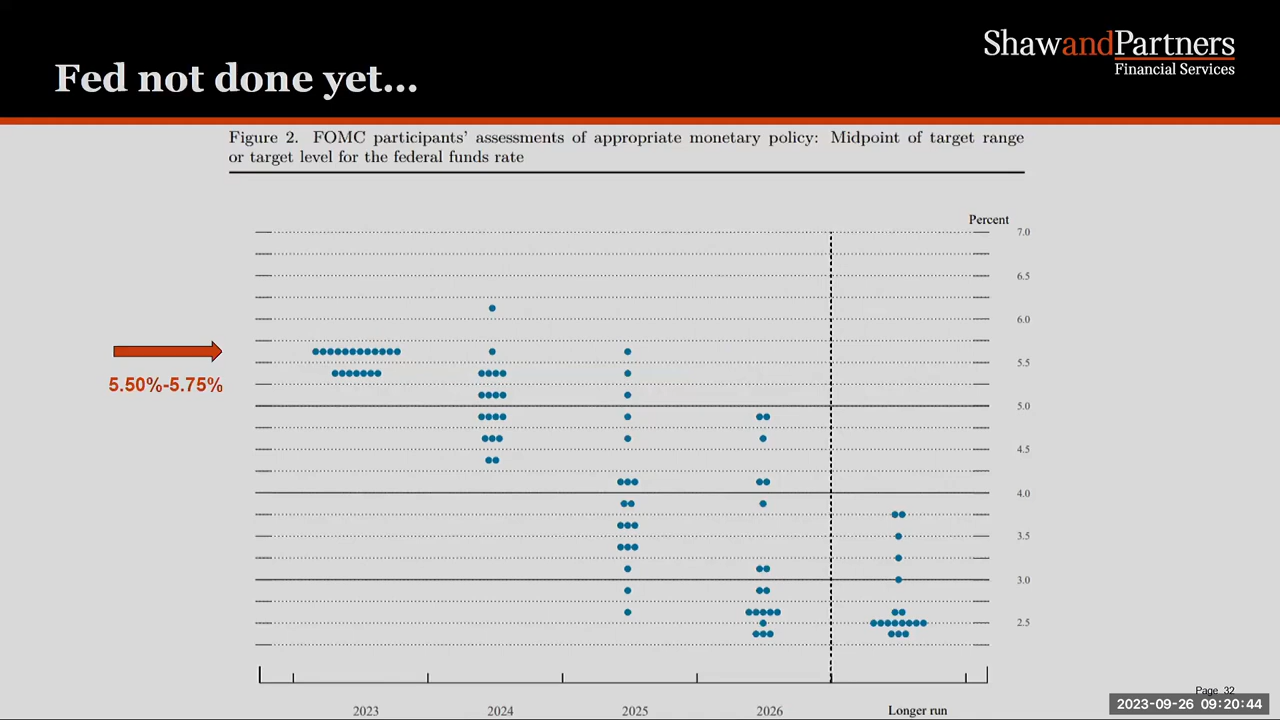 ShawandPartners
Financial Services
Fed not done yet...
Figure 2. FOMC participants' assessments of appropriate monetary policy: Midpoint of target range
or target level for the federal funds rate
Percent
7.0
6.5
6.0
5.5
5.50%-5.75%
5.0
4.5
4.0
3.5
3.0
2.5
2023 2024 2025 2026 Longer run
Page 32
2023-09-26 09:20:44